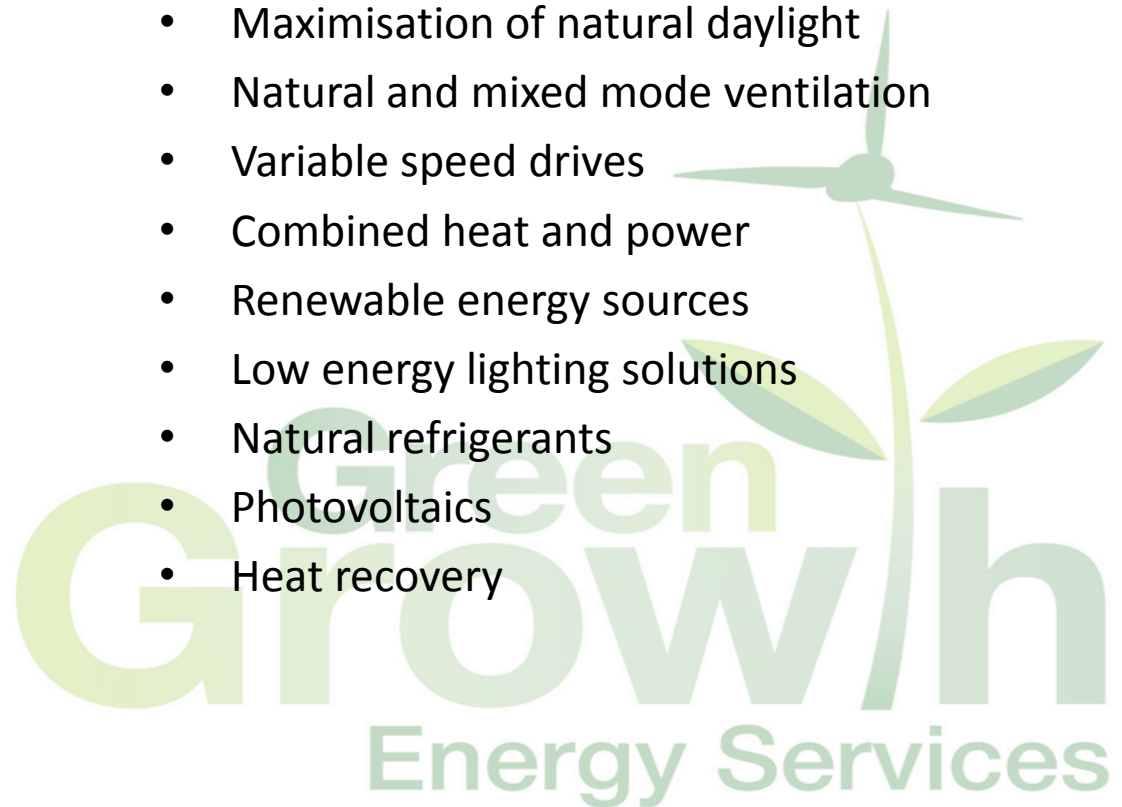 • Maximisation of natural daylight
• Natural and mixed mode ventilation
• Variable speed drives
• Combined heat and power
• Renewable energy sources
• Low energy lighting solutions
• Natural refrigerants
• Photovoltaics
• Heat recovery
Green
Growth
Energy Services